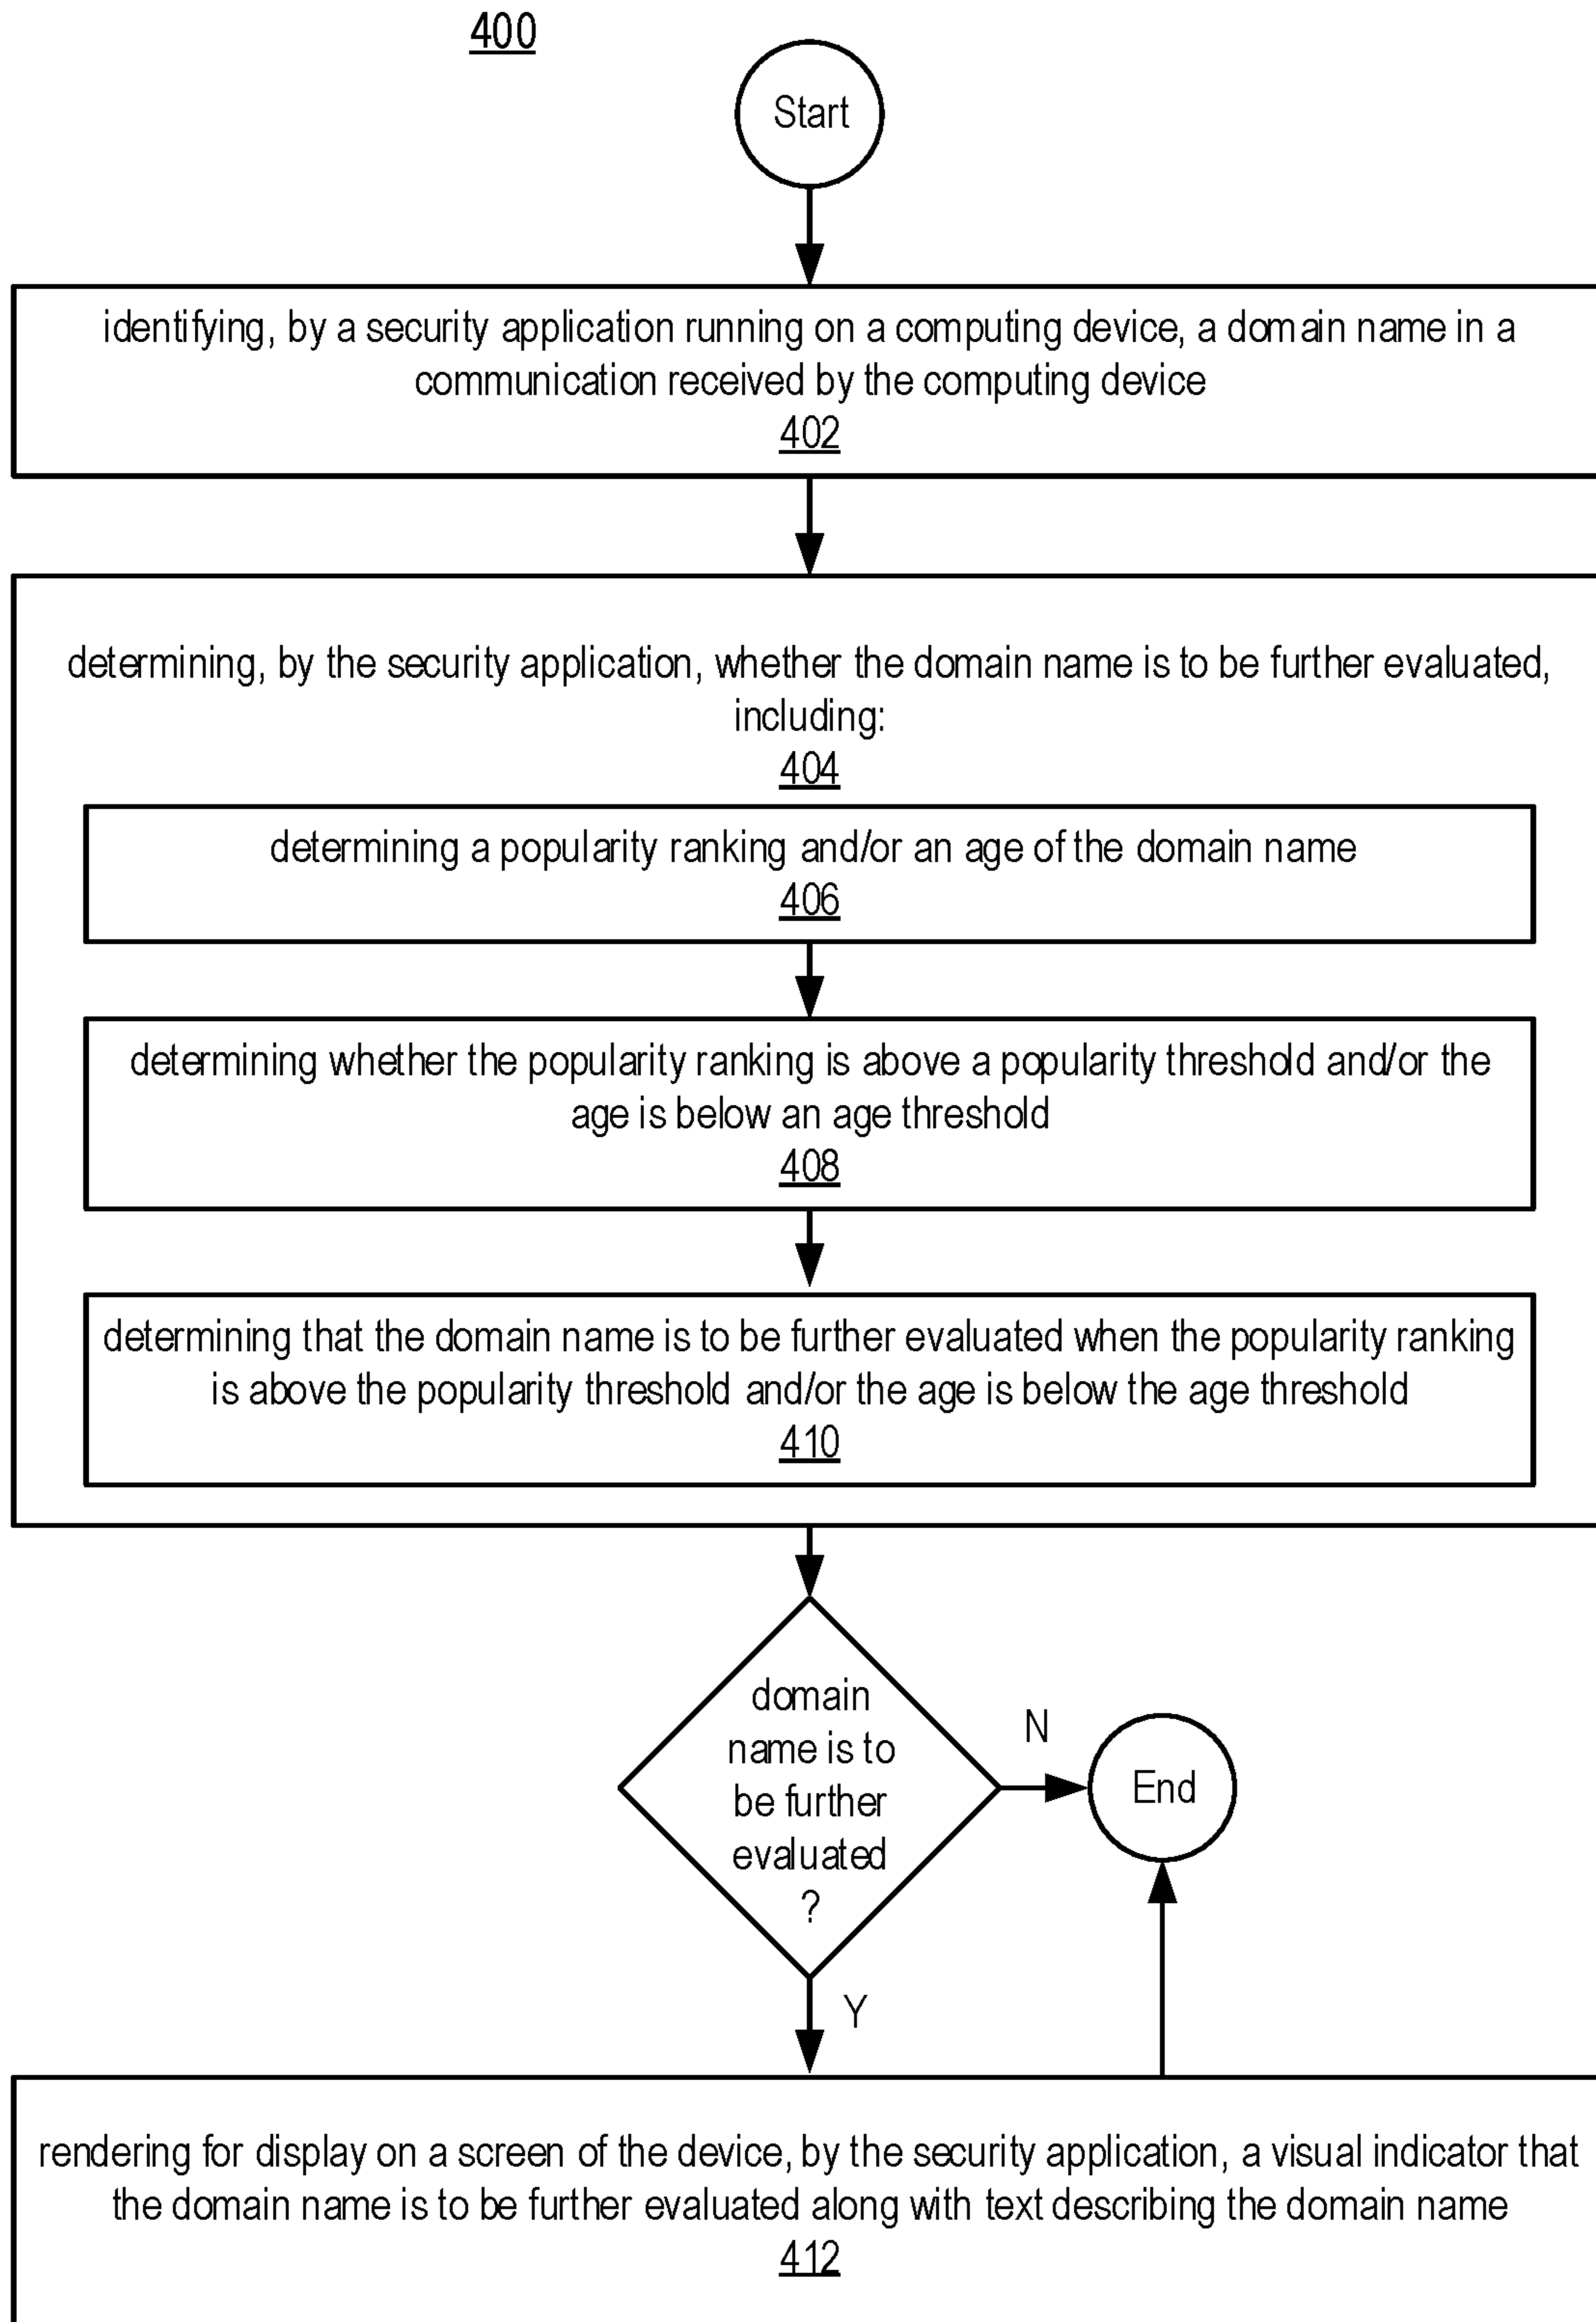 400
Start
identifying, by a security application running on a computing device, a domain name in a
communication received by the computing device
402
determining, by the security application, whether the domain name is to be further evaluated,
including:
404
determining a popularity ranking and/or an age of the domain name
406
determining whether the popularity ranking is above a popularity threshold and/or the
age is below an age threshold
408
determining that the domain name is to be further evaluated when the popularity ranking
is above the popularity threshold and/or the age is below the age threshold
410
domain
name is to
be further
evaluated
?
N
End
Y
rendering for display on a screen of the device, by the security application, a visual indicator that
the domain name is to be further evaluated along with text describing the domain name
412